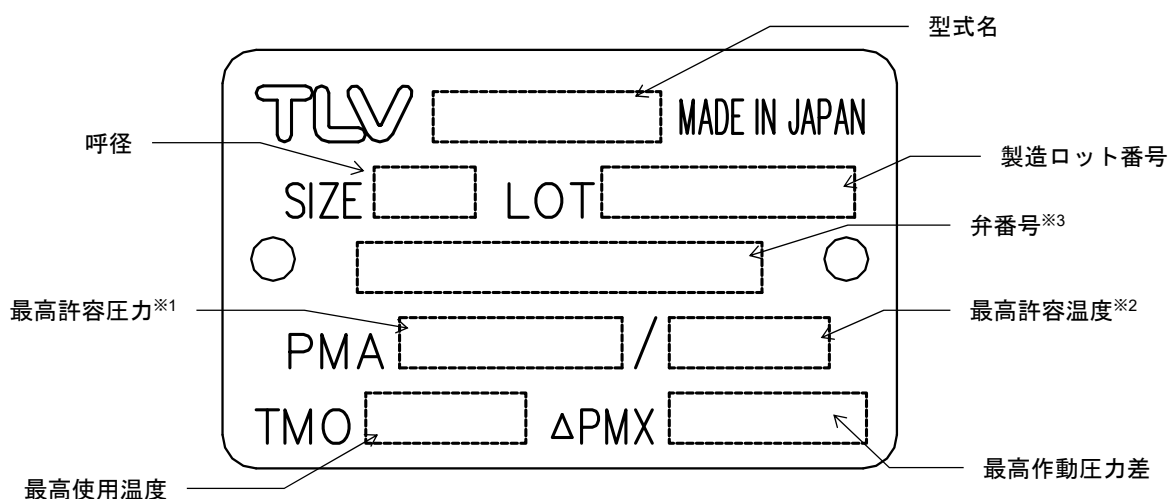 型式名
TLV MADE IN JAPAN
呼径
製造ロット番号
SIZE LOT
弁番号※3
最高許容圧力※1
最高許容温度※2
PMA /
TMO ΔPMX
最高使用温度
最高作動圧力差